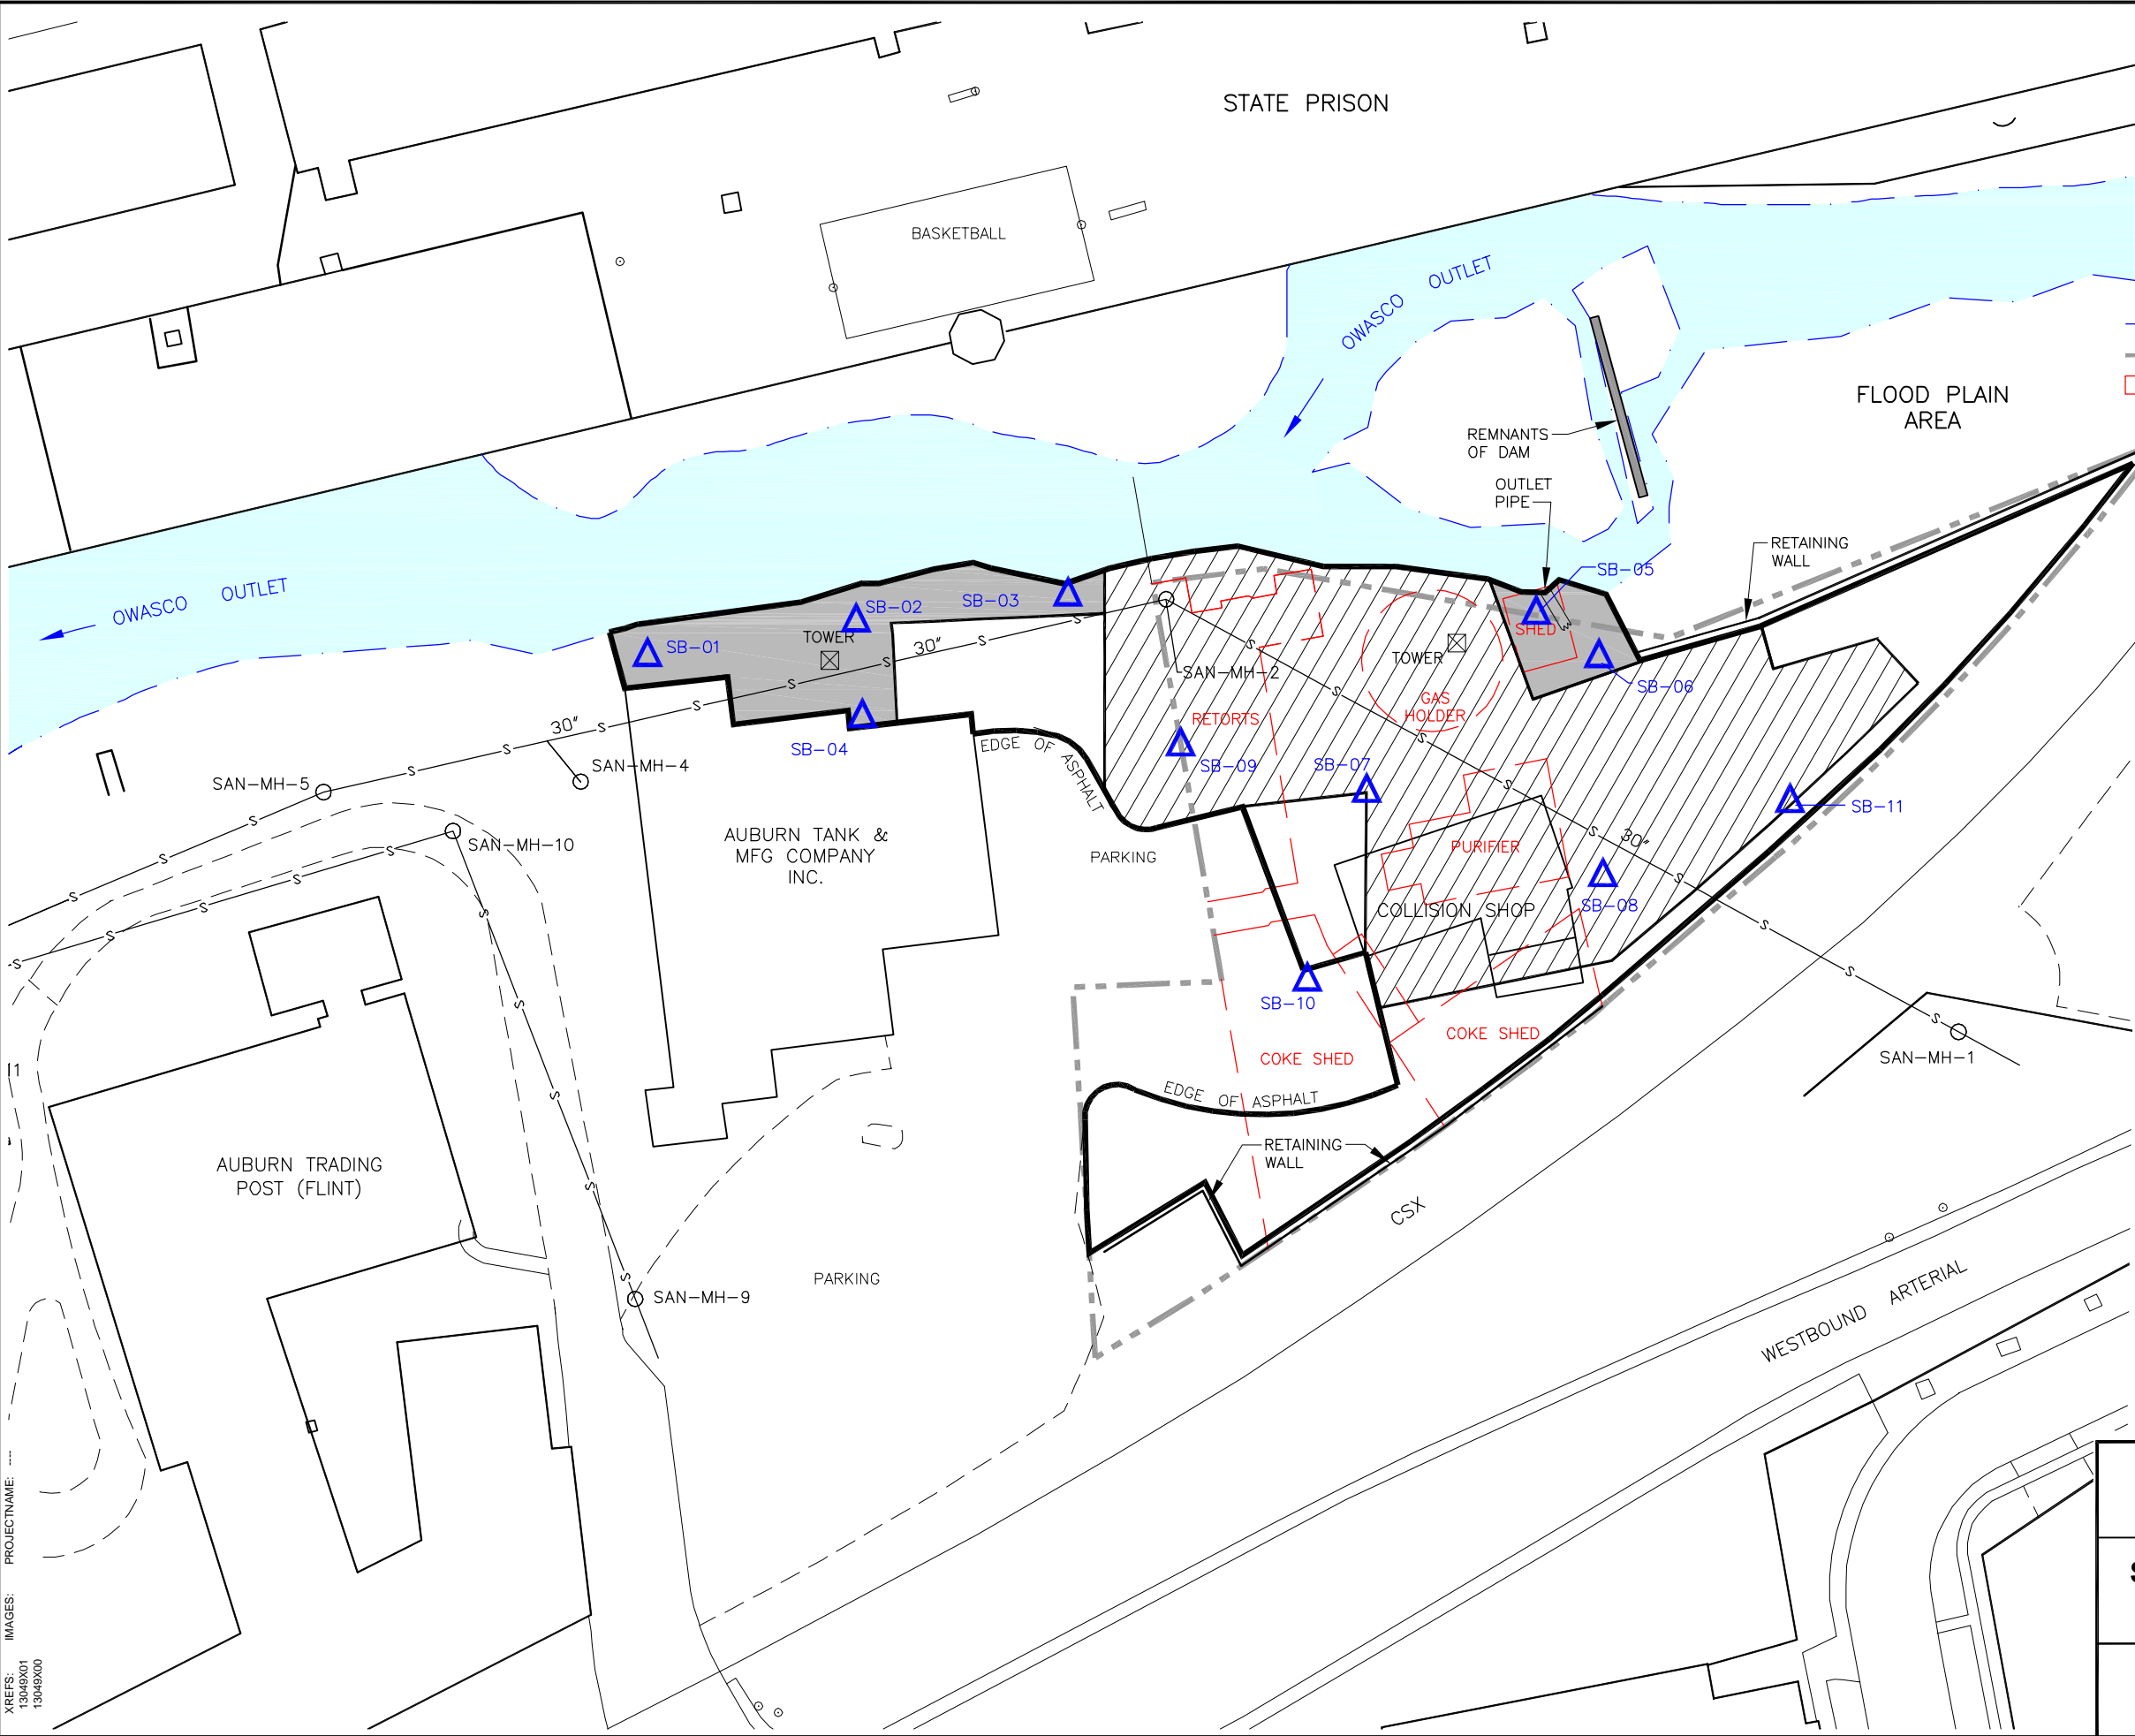 STATE PRISON
BASKETBALL
OWASCO OUTLET
FLOOD PLAIN
AREA
REMNANTS
OF DAM
OUTLET
PIPE
RETAINING
WALL
OWASCO OUTLET
SB-05
SB-03
SB-02
TOWER
SB-01
30"
SHED
TOWER
SAN-MH-2
SB-06
GAS
HOLDER
RETORTS
30"
SB-04
EDGE OF ASPHALT
SB-09
SB-07
SAN-MH-4
SAN-MH-5
SB-11
AUBURN TANK &
MFG COMPANY
INC.
SAN-MH-10
PARKING
PURIFIER
30"
SB-08
COLLISION SHOP
SB-10
COKE SHED
COKE SHED
SAN-MH-1
EDGE OF ASPHALT
RETAINING
WALL
AUBURN TRADING
POST (FLINT)
CSX
PARKING
SAN-MH-9
WESTBOUND ARTERIAL
S S S S S S S S S S S
S S S S S S S S
S S S S S S
S S S S S S
11
XREFS: IMAGES: PROJECTNAME: ----
13049X01
13049X00
S